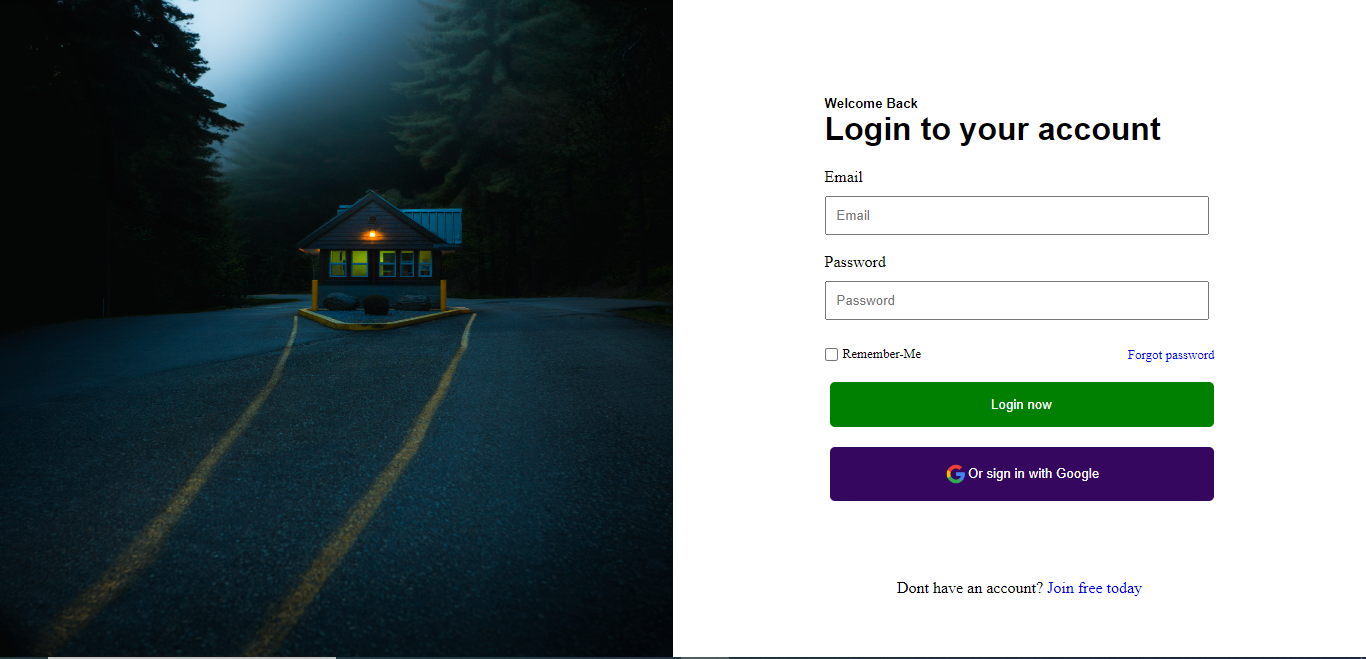 Welcome Back
Login to your account
Email
Email
Password
Password
Remember-Me Forgot password
Login now
Or sign in with Google
Dont have an account? Join free today